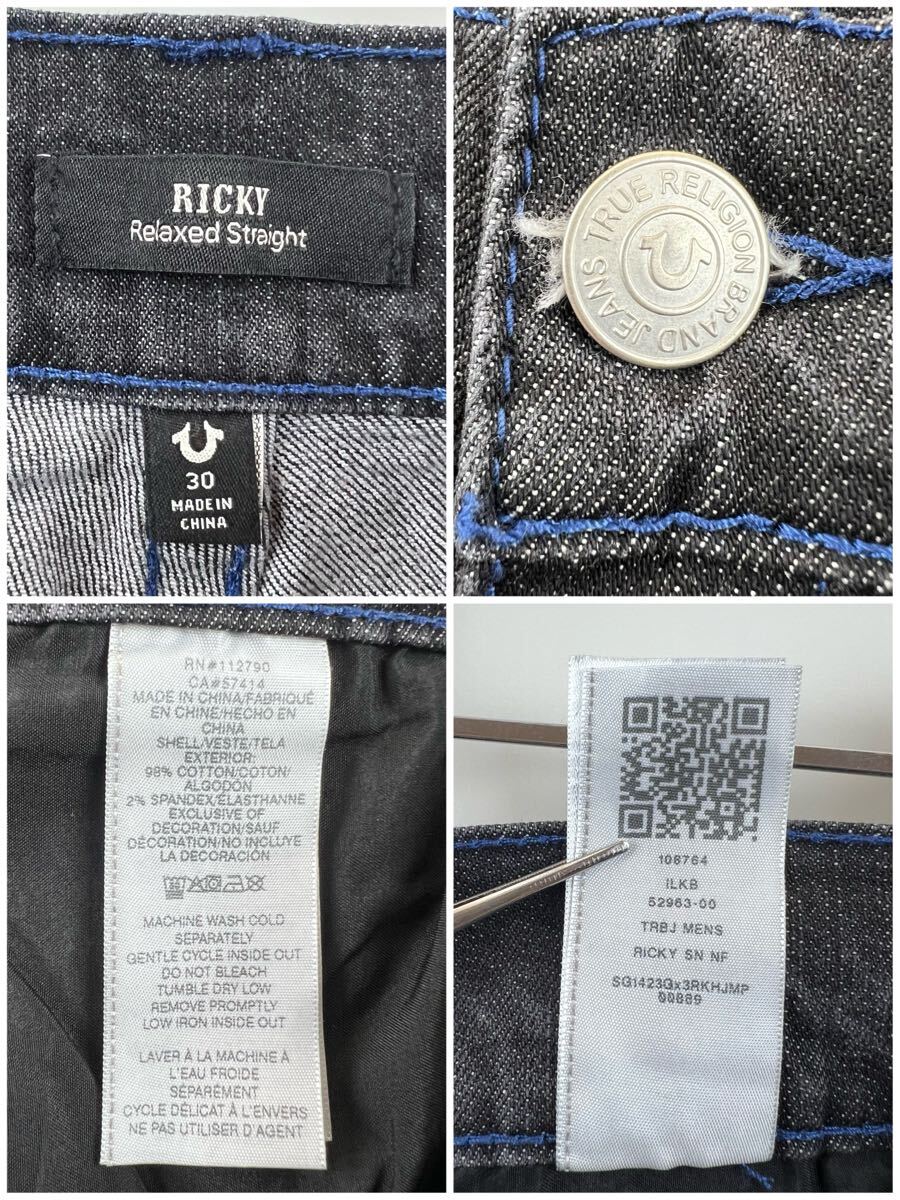 RICKY
Relaxed Straight
30
MADE IN
CHINA
TRUE RELIGION BRAND JEANS
RN#112790
CA#57414
MADE IN CHINA/FABRIQUÉ
EN CHINE/HECHO EN
CHINA
SHELL/VESTE/TELA
EXTERIOR:
98% COTTON/COTON/
ALGODON
2% SPANDEX/ÉLASTHANNE
EXCLUSIVE OF
DECORATION/SAUF
DÉCORATION/NO INCLUYE
LA DECORACIÓN
MACHINE WASH COLD
SEPARATELY
GENTLE CYCLE INSIDE OUT
DO NOT BLEACH
TUMBLE DRY LOW
REMOVE PROMPTLY
LOW IRON INSIDE OUT
LAVER À LA MACHINE À
L'EAU FROIDE
SÉPARÉMENT
CYCLE DÉLICAT À L'ENVERS
NE PAS UTILISER D'AGENT
108764
ILKB
52963-00
TRBJ MENS
RICKY SN NF
SG1423Gx3RKHJMP
00889